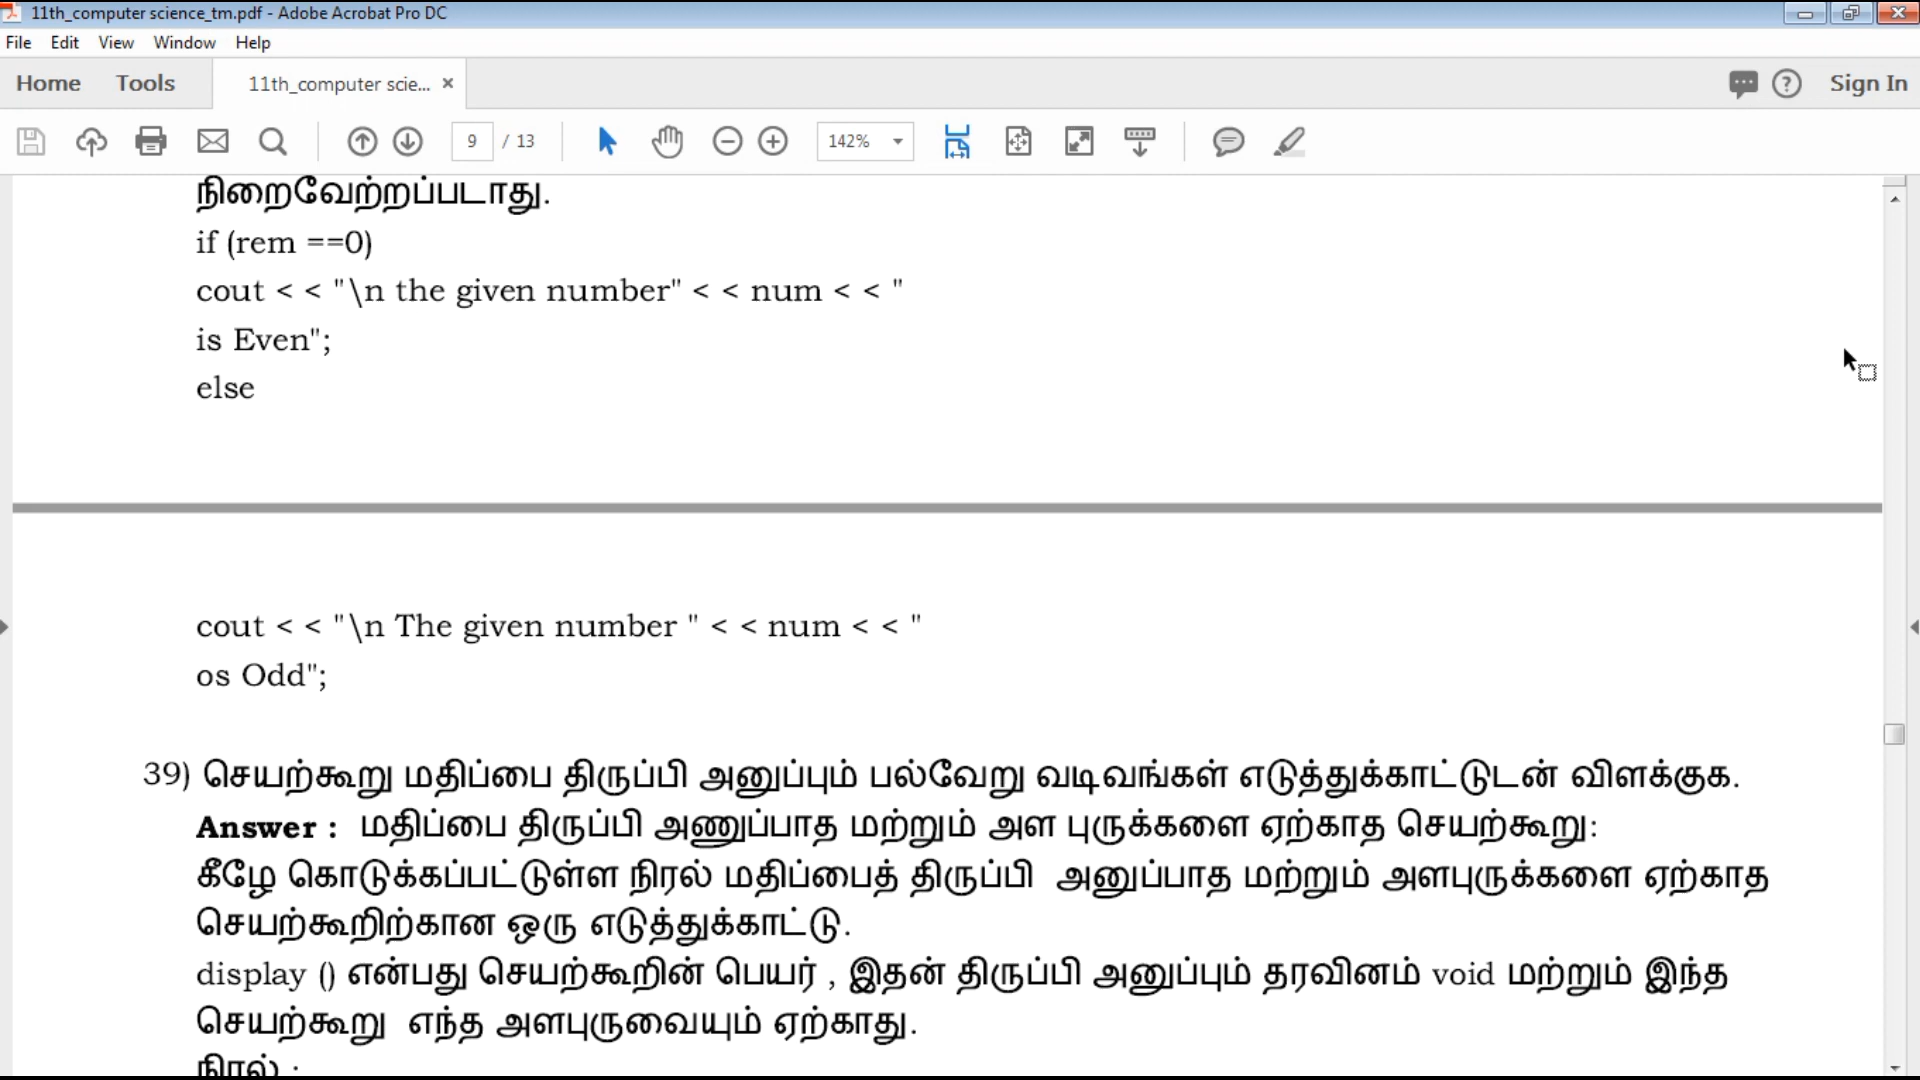 11th_computer science_tm.pdf - Adobe Acrobat Pro DC
File Edit View Window Help
Home Tools 11th_computer scie... × Sign In
9 / 13 142%
நிறைவேற்றப்படாது.
if (rem ==0)
cout < < "\n the given number" < < num < < "
is Even";
else
cout < < "\n The given number " < < num < < "
os Odd";
39) செயற்கூறு மதிப்பை திருப்பி அனுப்பும் பல்வேறு வடிவங்கள் எடுத்துக்காட்டுடன் விளக்குக.
Answer : மதிப்பை திருப்பி அணுப்பாத மற்றும் அள புருக்களை ஏற்காத செயற்கூறு:
கீழே கொடுக்கப்பட்டுள்ள நிரல் மதிப்பைத் திருப்பி அனுப்பாத மற்றும் அளபுருக்களை ஏற்காத
செயற்கூறிற்கான ஒரு எடுத்துக்காட்டு.
display () என்பது செயற்கூறின் பெயர் , இதன் திருப்பி அனுப்பும் தரவினம் void மற்றும் இந்த
செயற்கூறு எந்த அளபுருவையும் ஏற்காது.
நிரல் :